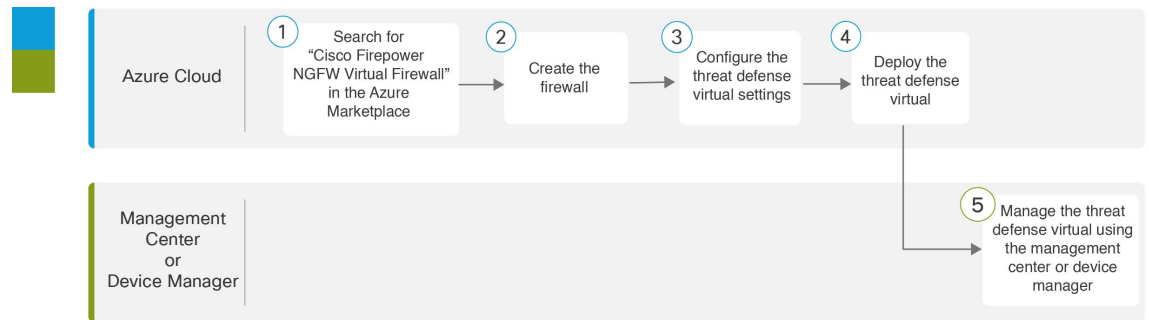 Azure Cloud
1
Search for
“Cisco Firepower
NGFW Virtual Firewall”
in the Azure
Marketplace
2
Create the
firewall
3
Configure the
threat defense
virtual settings
4
Deploy the
threat defense
virtual
Management
Center
or
Device Manager
5
Manage the threat
defense virtual using
the management
center or device
manager